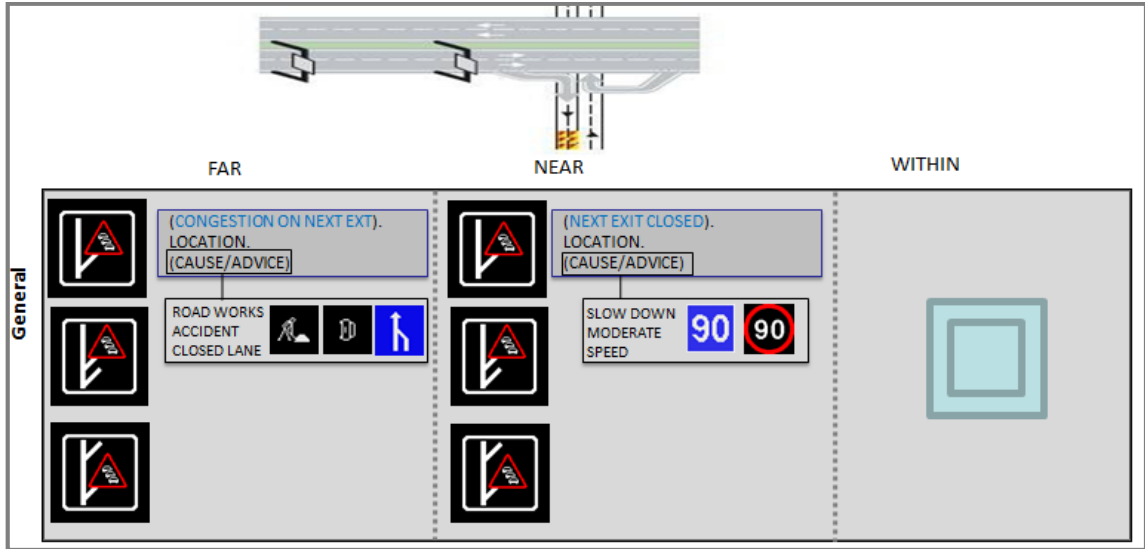 FAR
NEAR
WITHIN
General
(CONGESTION ON NEXT EXT).
LOCATION.
(CAUSE/ADVICE)
ROAD WORKS
ACCIDENT
CLOSED LANE
(NEXT EXIT CLOSED).
LOCATION.
(CAUSE/ADVICE)
SLOW DOWN
MODERATE
SPEED
90
90